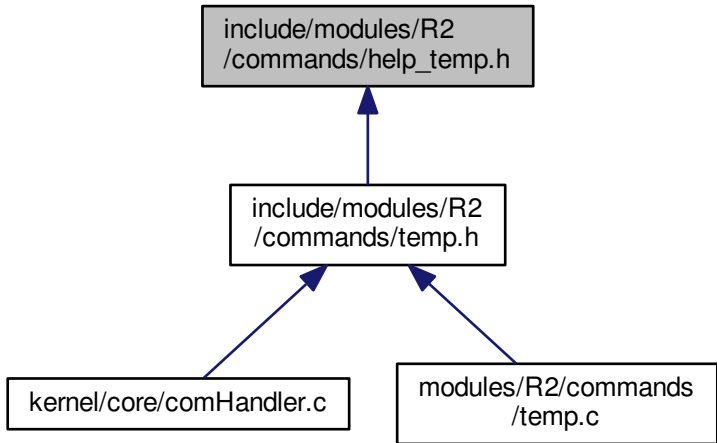 include/modules/R2
/commands/help_temp.h
include/modules/R2
/commands/temp.h
kernel/core/comHandler.c
modules/R2/commands
/temp.c